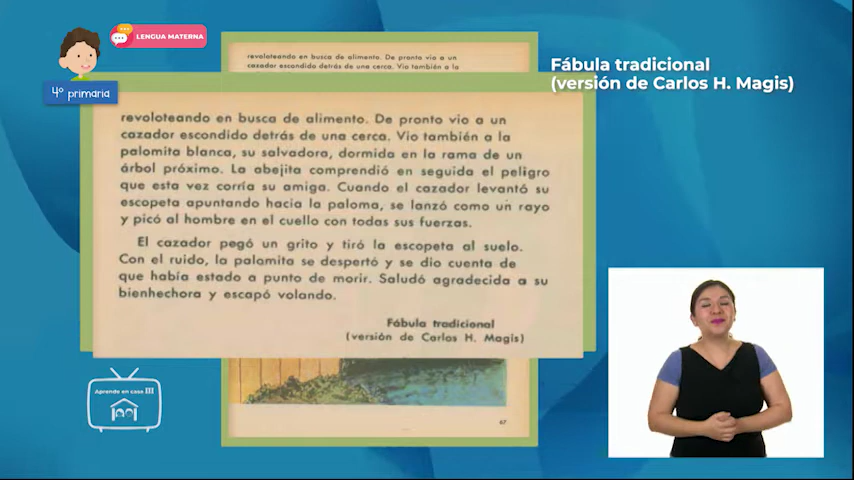 LENGUA MATERNA
4º primaria
Fábula tradicional
(versión de Carlos H. Magis)
revoloteando en busca de alimento. De pronto vio a un
cazador escondido detrás de una cerca. Vio también a la
revoloteando en busca de alimento. De pronto vio a un
cazador escondido detrás de una cerca. Vio también a la
palomita blanca, su salvadora, dormida en la rama de un
árbol próximo. La abejita comprendió en seguida el peligro
que esta vez corría su amiga. Cuando el cazador levantó su
escopeta apuntando hacia la paloma, se lanzó como un rayo
y picó al hombre en el cuello con todas sus fuerzas.
El cazador pegó un grito y tiró la escopeta al suelo.
Con el ruido, la palomita se despertó y se dio cuenta de
que había estado a punto de morir. Saludó agradecida a su
bienhechora y escapó volando.
Fábula tradicional
(versión de Carlos H. Magis)
Aprende en casa III
67